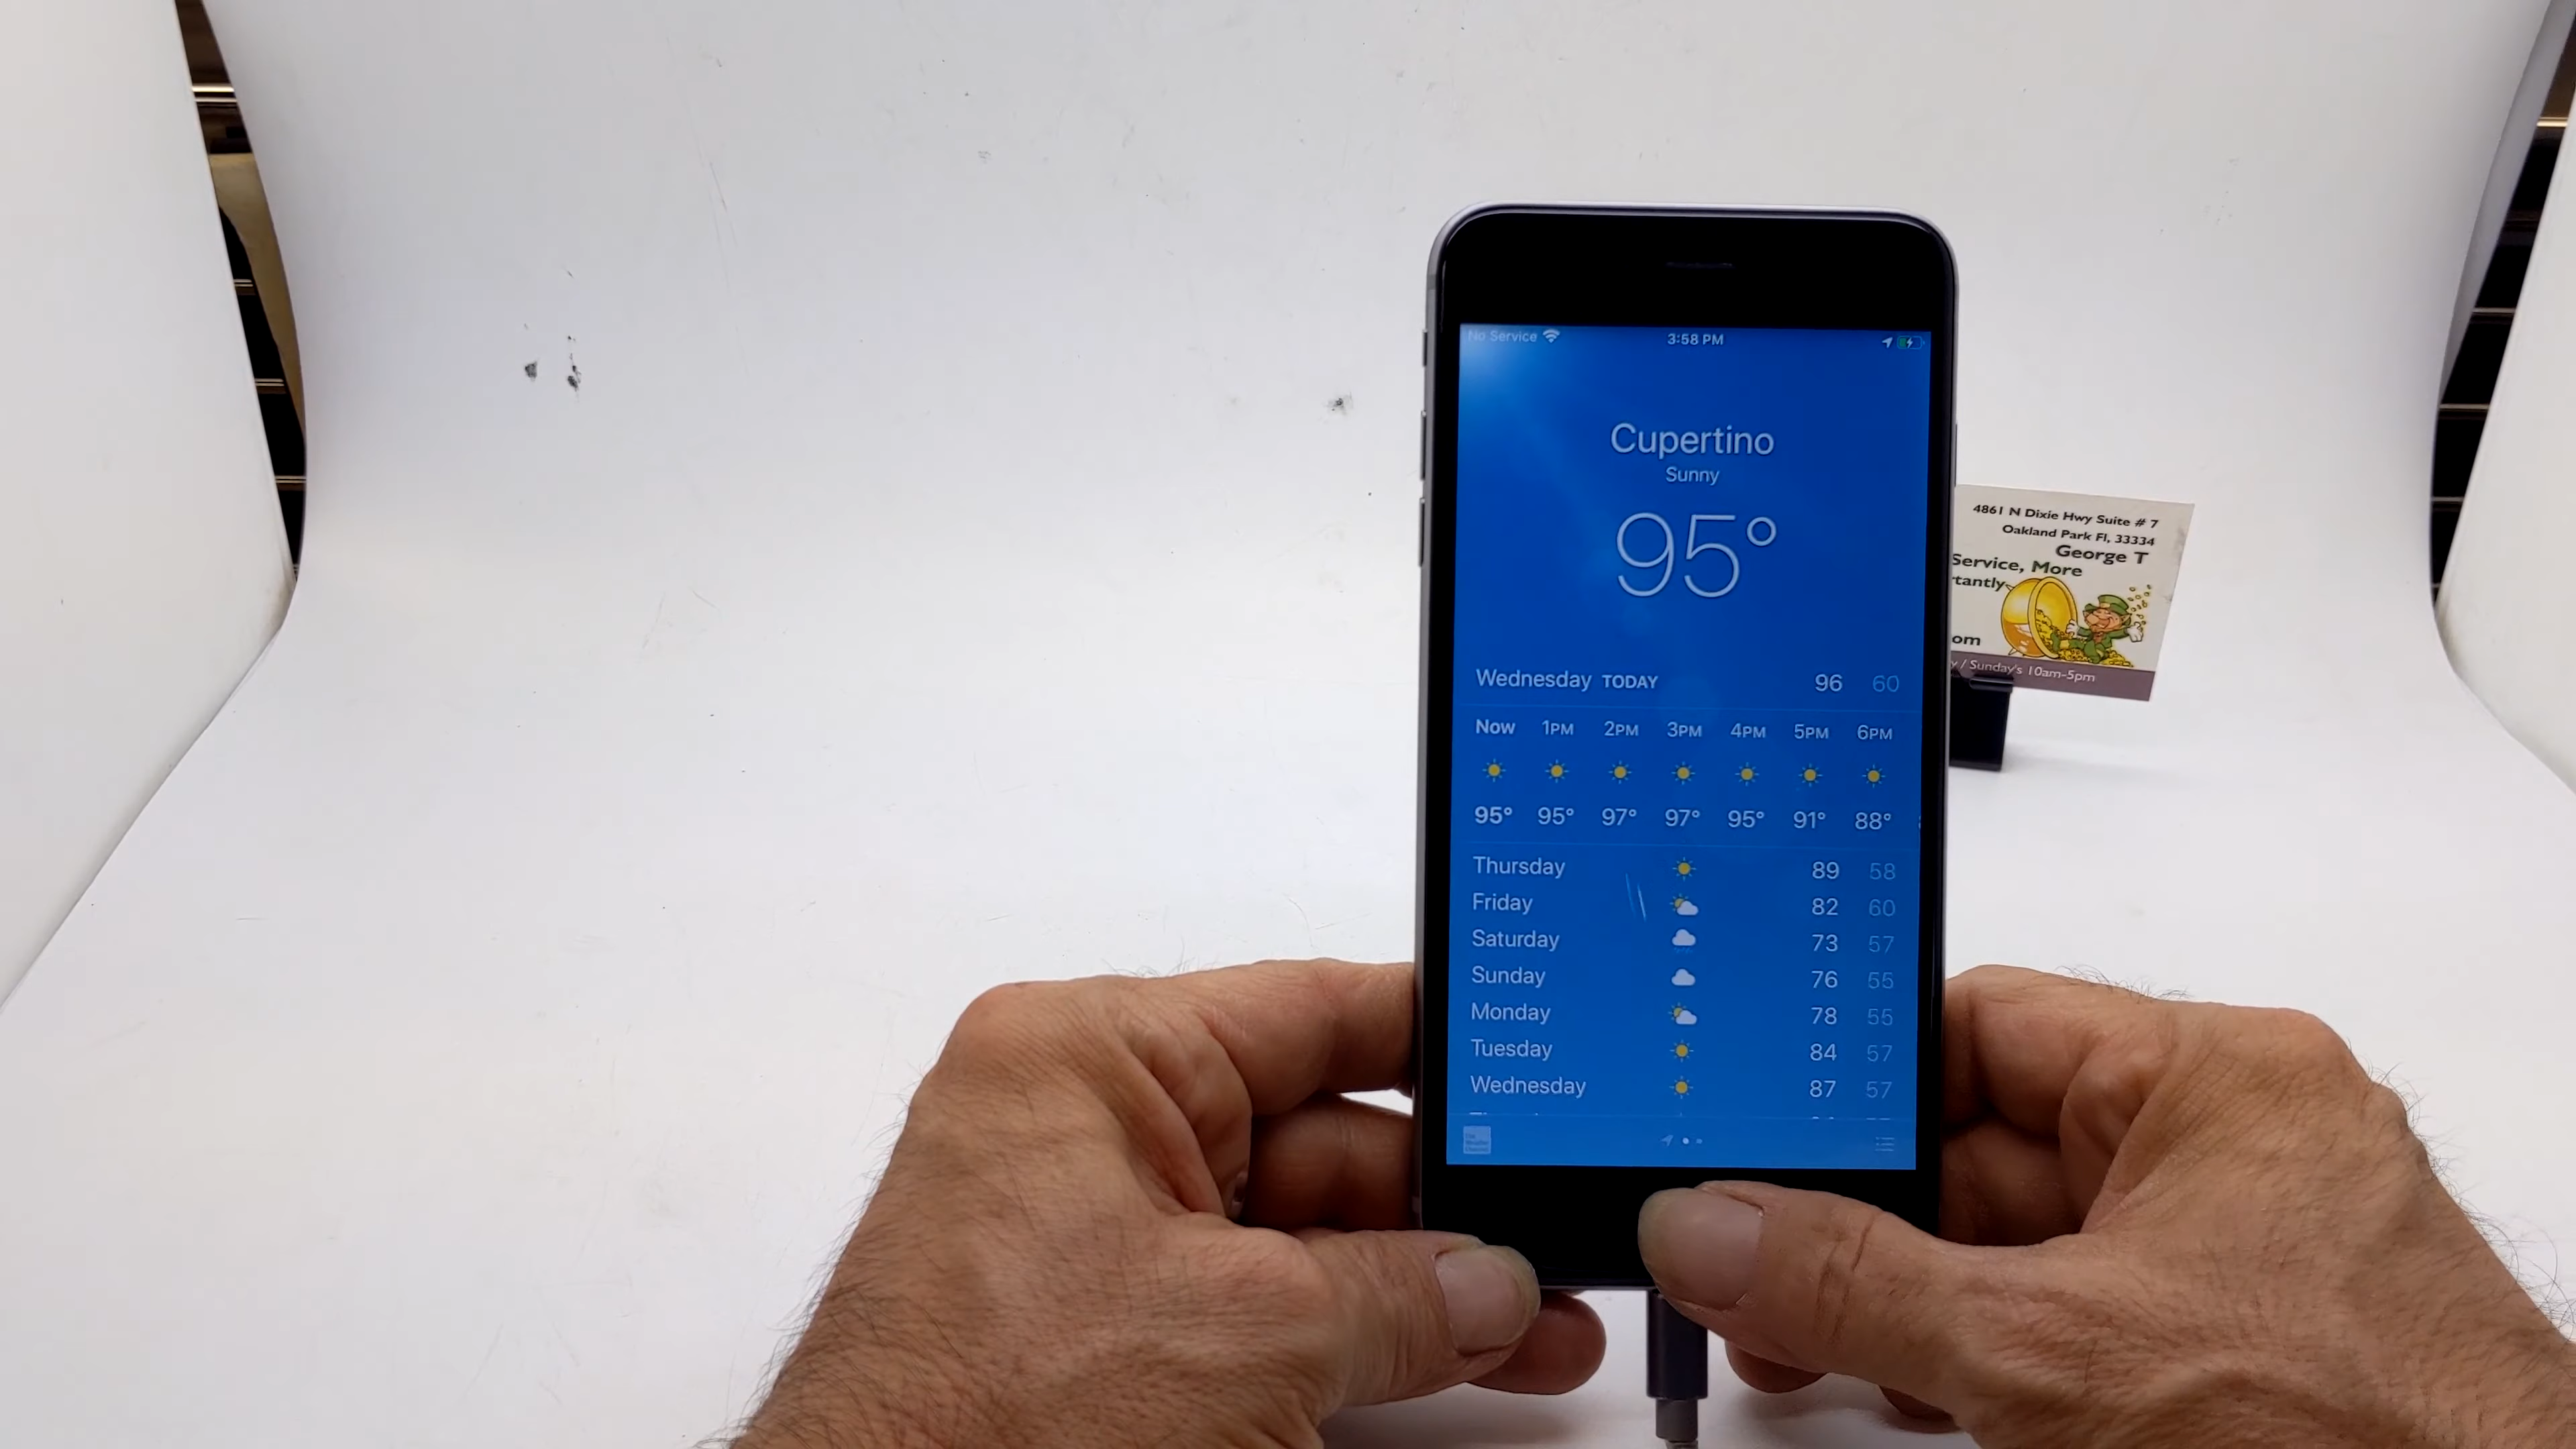 No Service 3:58 PM
Cupertino
Sunny
95°
Wednesday TODAY 96 60
Now 1PM 2PM 3PM 4PM 5PM 6PM
95° 95° 97° 97° 95° 91° 88°
Thursday 89 58
Friday 82 60
Saturday 73 57
Sunday 76 55
Monday 78 55
Tuesday 84 57
Wednesday 87 57
4861 N Dixie Hwy Suite # 7
Oakland Park Fl, 33334
George T
Service, More
tantly
om
y / Sunday's 10am-5pm